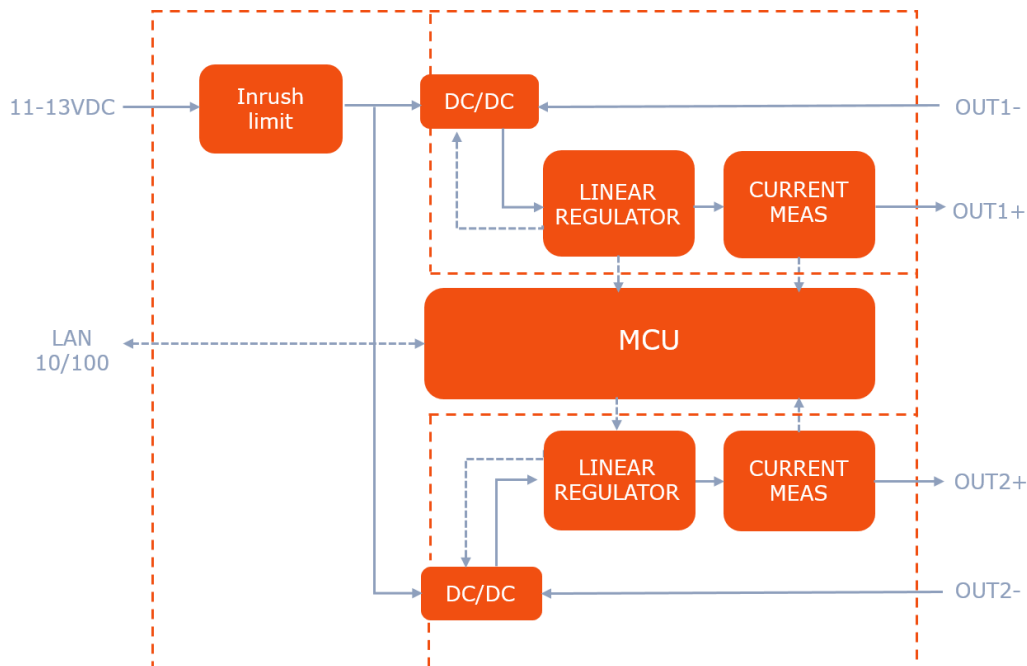 Inrush
limit
DC/DC
11-13VDC
OUT1-
LINEAR
REGULATOR
CURRENT
MEAS
OUT1+
MCU
LAN
10/100
LINEAR
REGULATOR
CURRENT
MEAS
OUT2+
DC/DC
OUT2-